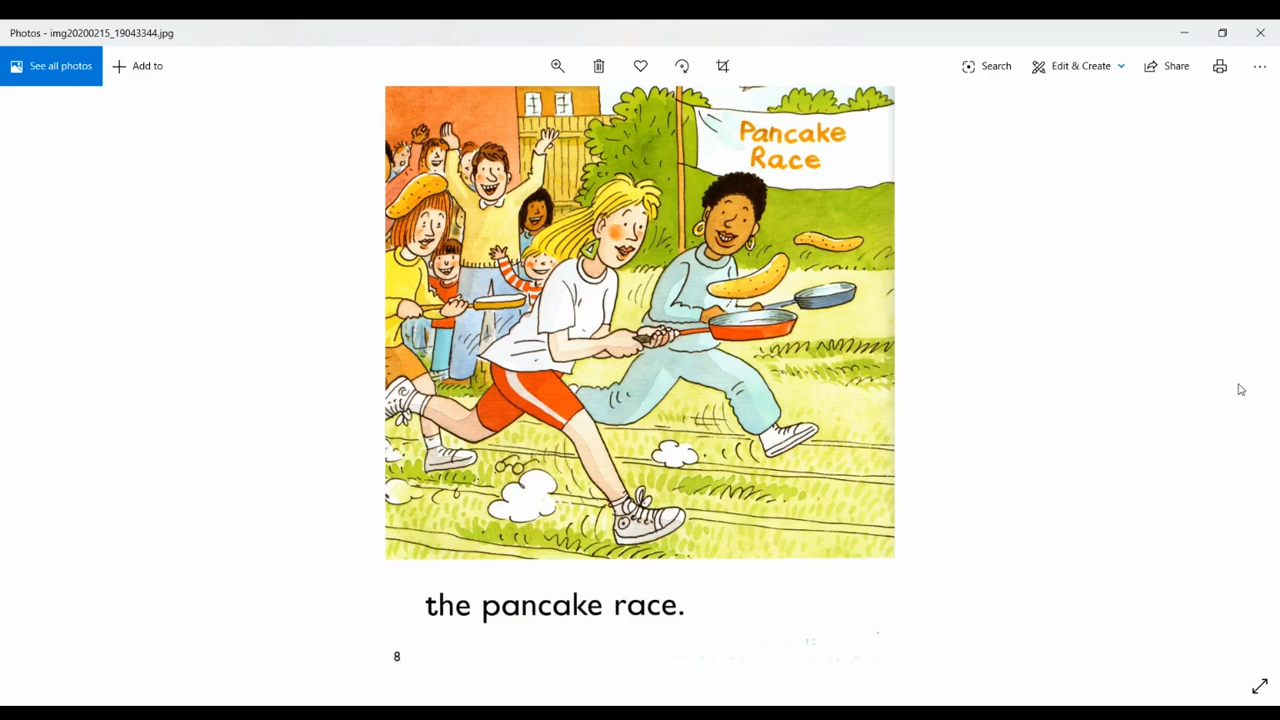 Photos - img20200215_19043344.jpg
See all photos
Add to
Search
Edit & Create
Share
Pancake
Race
the pancake race.
8